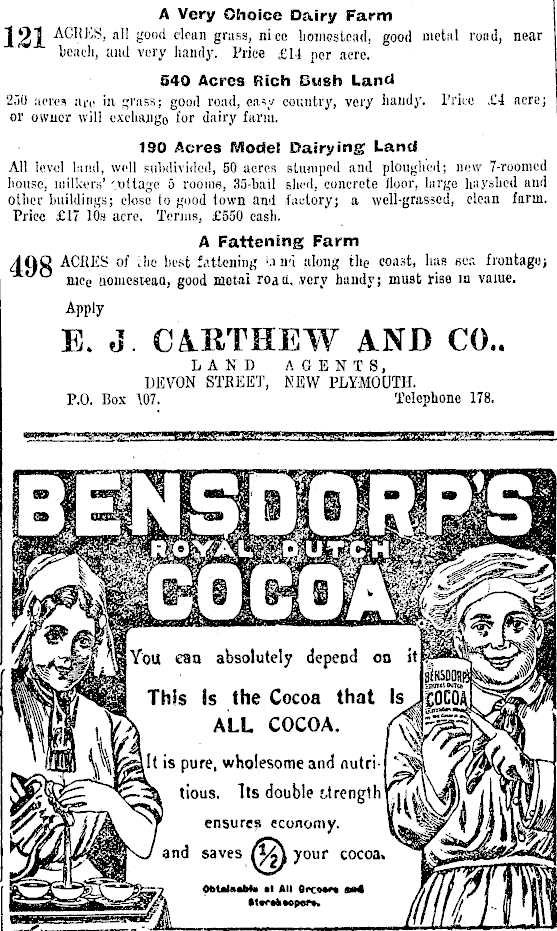 A Very Choice Dairy Farm
121 ACRES, all good clean grass, nice homestead, good metal road, near
beach, and very handy. Price £14 per acre.
540 Acres Rich Bush Land
250 acres are in grass; good road, easy country, very handy. Price £4 acre;
or owner will exchange for dairy farm.
190 Acres Model Dairying Land
All level land, well subdivided, 50 acres stumped and ploughed; new 7-roomed
house, milkers' cottage 5 rooms, 35-bail shed, concrete floor, large hayshed and
other buildings; close to good town and factory; a well-grassed, clean farm.
Price £17 10s acre. Terms, £550 cash.
A Fattening Farm
498 ACRES of the best fattening land along the coast, has sea frontage;
nice homestead, good metal road, very handy; must rise in value.
Apply
E. J. CARTHEW AND CO..
LAND AGENTS,
DEVON STREET, NEW PLYMOUTH.
P.O. Box 107. Telephone 178.
BENSDORP'S
ROYAL DUTCH
COCOA
You can absolutely depend on it
This Is the Cocoa that Is
ALL COCOA.
It is pure, wholesome and nutri-
tious. Its double strength
ensures economy.
and saves 1/2 your cocoa.
Obtainable at All Grocers and
Storekeepers.
BENSDORP'S
ROYAL DUTCH
COCOA